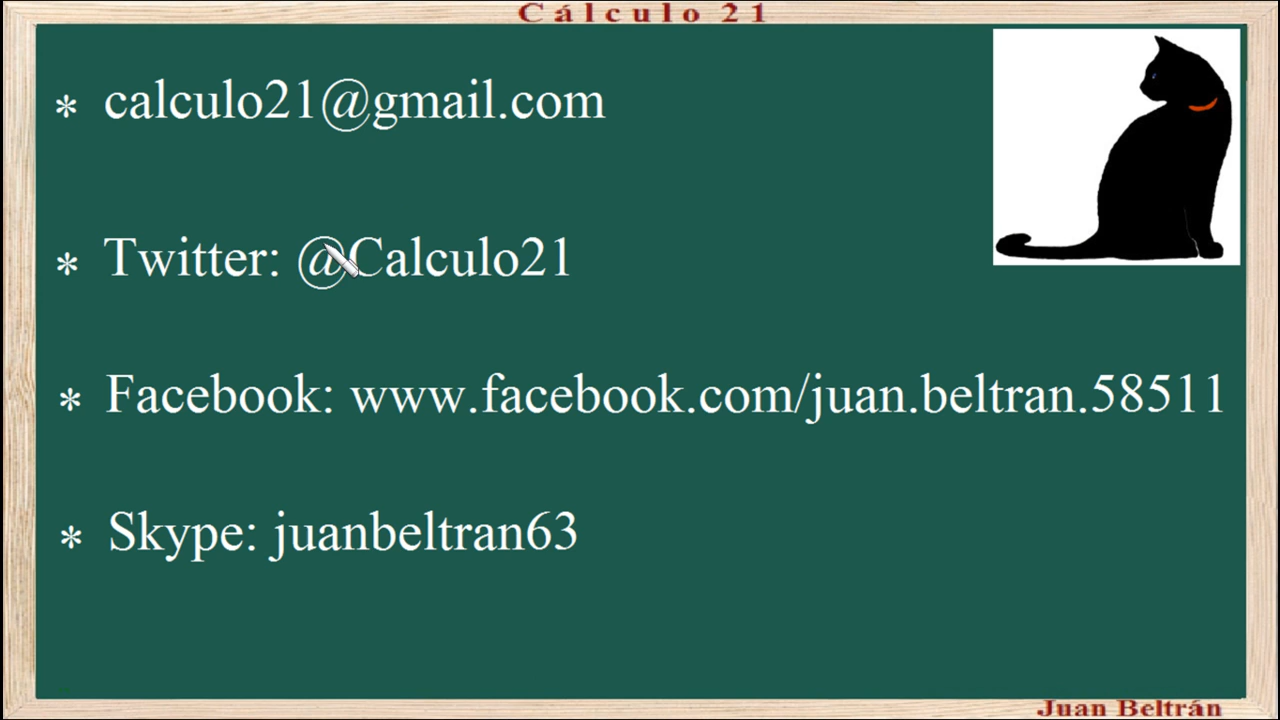 Cálculo 21
* calculo21@gmail.com
* Twitter: @Calculo21
* Facebook: www.facebook.com/juan.beltran.58511
* Skype: juanbeltran63
Juan Beltrán